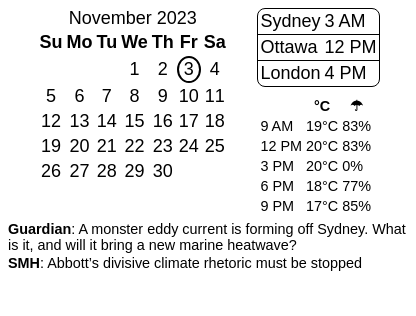 November 2023
Su Mo Tu We Th Fr Sa
1 2 3 4
5 6 7 8 9 10 11
12 13 14 15 16 17 18
19 20 21 22 23 24 25
26 27 28 29 30
Sydney 3 AM
Ottawa 12 PM
London 4 PM
°C ☂
9 AM 19°C 83%
12 PM 20°C 83%
3 PM 20°C 0%
6 PM 18°C 77%
9 PM 17°C 85%
Guardian: A monster eddy current is forming off Sydney. What
is it, and will it bring a new marine heatwave?
SMH: Abbott's divisive climate rhetoric must be stopped